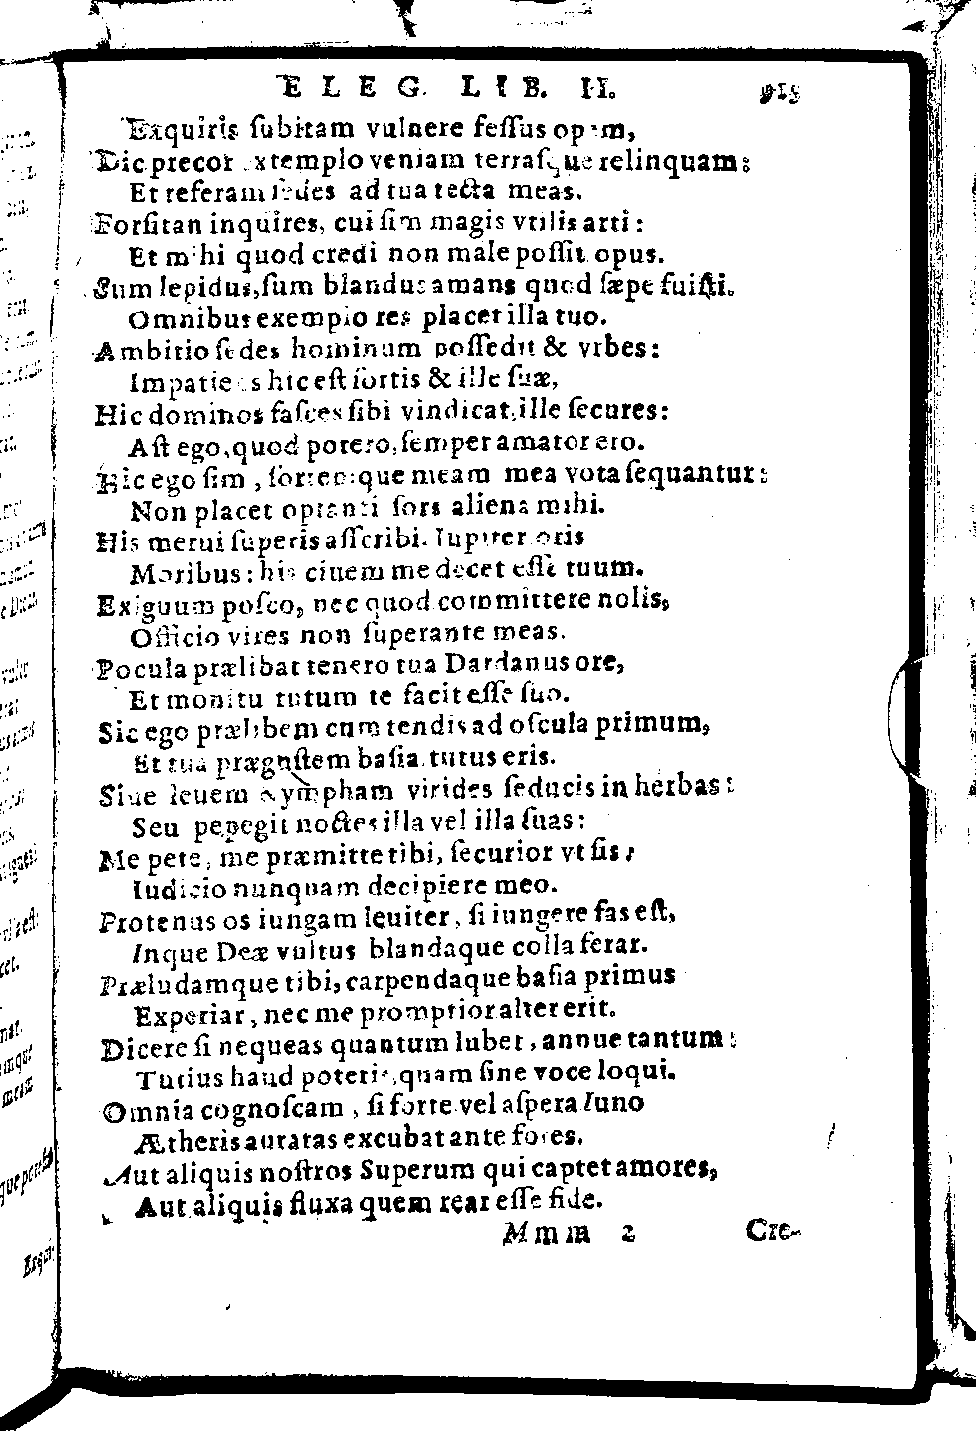 ELEG. LIB. II. 915
Exquiris ſubitam vulnere feſſus opem,
Dic precor extemplo veniam terraſque relinquam:
Et referam ſedes ad tua tecta meas.
Forſitan inquires, cui ſim magis vtilis arti:
Et mihi quod credi non male poſſit opus.
Sum lepidus, ſum blandus amans quod ſæpe fuiſti.
Omnibus exemplo res placet illa tuo.
Ambitio ſedes hominum poſſedit & vrbes:
Impatiens hic eſt ſortis & ille ſuæ,
Hic dominos faſces ſibi vindicat, ille ſecures:
Aſt ego, quod potero, ſemper amator ero.
Hic ego ſim, ſortemque meam mea vota ſequantur:
Non placet optanti ſors aliena mihi.
His merui ſuperis aſſcribi. Iupiter oris
Moribus: his ciuem me decet eſſe tuum.
Exiguum poſco, nec quod committere nolis,
Officio vires non ſuperante meas.
Pocula prælibat tenero tua Dardanus ore,
Et monitu tutum te facit eſſe ſuo.
Sic ego prælibem cum tendis ad oſcula primum,
Et tua præguſtem baſia tutus eris.
Siue leuem Nympham virides ſeducis in herbas:
Seu pepegit noctes illa vel illa ſuas:
Me pete, me præmitte tibi, ſecurior vt ſis,
Iudicio nunquam decipiere meo.
Protenus os iungam leuiter, ſi iungere fas eſt,
Inque Deæ vultus blandaque colla ferar.
Præludamque tibi, carpendaque baſia primus
Experiar, nec me promptior alter erit.
Dicere ſi nequeas quantum lubet, annue tantum:
Tutius haud poteris, quam ſine voce loqui.
Omnia cognoſcam, ſi forte vel aſpera Iuno
Ætheris auratas excubat ante fores.
Aut aliquis noſtros Superum qui captet amores,
Aut aliquis fluxa quem rear eſſe fide.
Mmm 2 Cre-